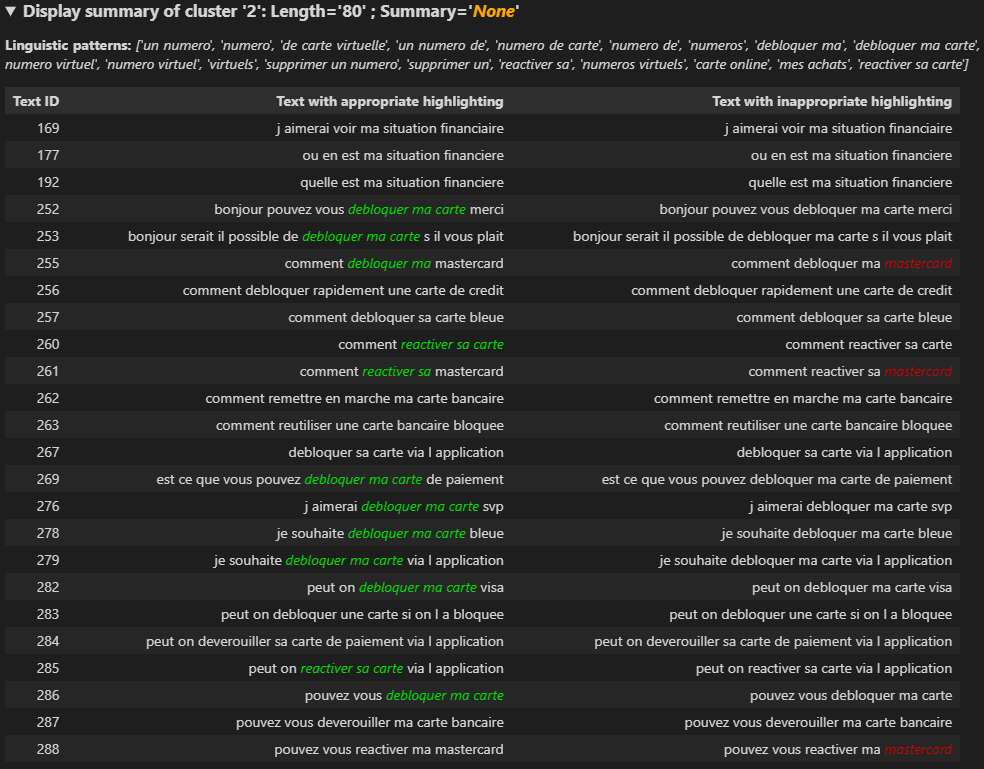 ▼ Display summary of cluster '2': Length='80' ; Summary='None'
Linguistic patterns: ['un numero', 'numero', 'de carte virtuelle', 'un numero de', 'numero de carte', 'numero de', 'numeros', 'debloquer ma', 'debloquer ma carte',
numero virtuel', 'numero virtuel', 'virtuels', 'supprimer un numero', 'supprimer un', 'reactiver sa', 'numeros virtuels', 'carte online', 'mes achats', 'reactiver sa carte']
Text ID Text with appropriate highlighting Text with inappropriate highlighting
169 j aimerai voir ma situation financiaire j aimerai voir ma situation financiaire
177 ou en est ma situation financiere ou en est ma situation financiere
192 quelle est ma situation financiere quelle est ma situation financiere
252 bonjour pouvez vous debloquer ma carte merci bonjour pouvez vous debloquer ma carte merci
253 bonjour serait il possible de debloquer ma carte s il vous plait bonjour serait il possible de debloquer ma carte s il vous plait
255 comment debloquer ma mastercard comment debloquer ma mastercard
256 comment debloquer rapidement une carte de credit comment debloquer rapidement une carte de credit
257 comment debloquer sa carte bleue comment debloquer sa carte bleue
260 comment reactiver sa carte comment reactiver sa carte
261 comment reactiver sa mastercard comment reactiver sa mastercard
262 comment remettre en marche ma carte bancaire comment remettre en marche ma carte bancaire
263 comment reutiliser une carte bancaire bloquee comment reutiliser une carte bancaire bloquee
267 debloquer sa carte via l application debloquer sa carte via l application
269 est ce que vous pouvez debloquer ma carte de paiement est ce que vous pouvez debloquer ma carte de paiement
276 j aimerai debloquer ma carte svp j aimerai debloquer ma carte svp
278 je souhaite debloquer ma carte bleue je souhaite debloquer ma carte bleue
279 je souhaite debloquer ma carte via l application je souhaite debloquer ma carte via l application
282 peut on debloquer ma carte visa peut on debloquer ma carte visa
283 peut on debloquer une carte si on l a bloquee peut on debloquer une carte si on l a bloquee
284 peut on deverouiller sa carte de paiement via l application peut on deverouiller sa carte de paiement via l application
285 peut on reactiver sa carte via l application peut on reactiver sa carte via l application
286 pouvez vous debloquer ma carte pouvez vous debloquer ma carte
287 pouvez vous deverouiller ma carte bancaire pouvez vous deverouiller ma carte bancaire
288 pouvez vous reactiver ma mastercard pouvez vous reactiver ma mastercard